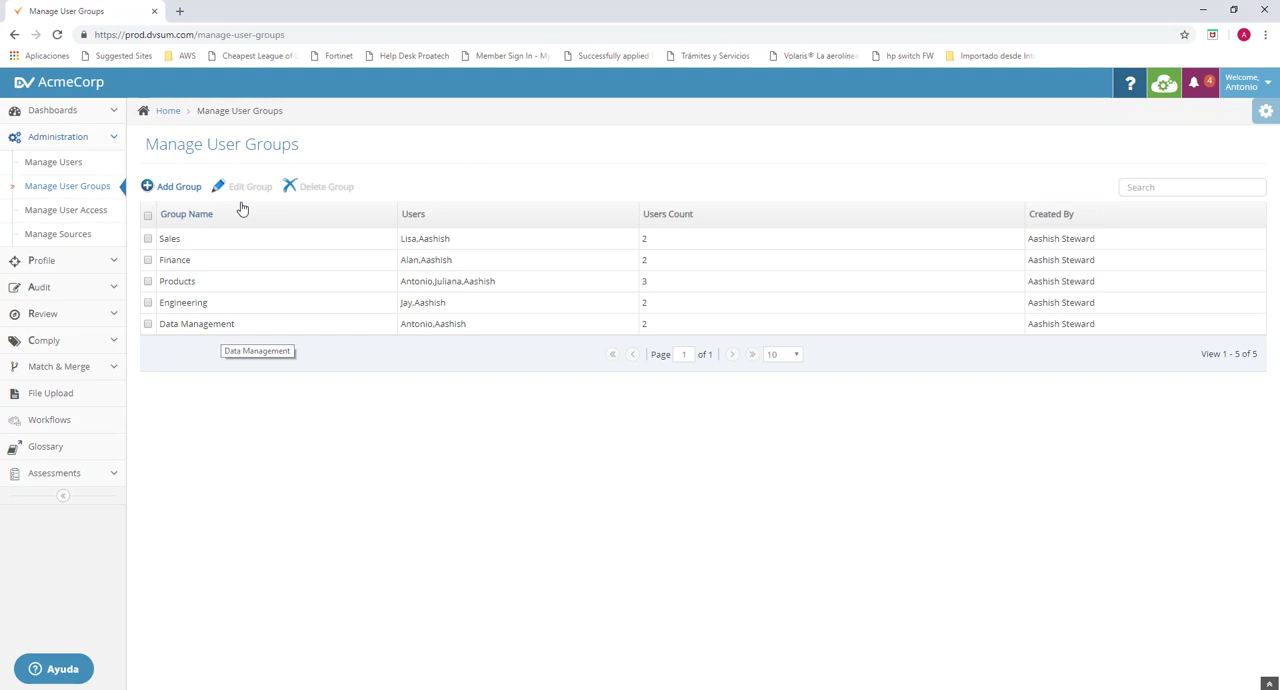 Manage User Groups
https://prod.dvsum.com/manage-user-groups
Aplicaciones Suggested Sites AWS Cheapest League of L Fortinet Help Desk Proatech Member Sign In - My Successfully applied Trámites y Servicios Volaris® La aerolíne hp switch FW Importado desde Int
DV AcmeCorp ? 4 Welcome, Antonio
Dashboards
Administration
Manage Users
Manage User Groups
Manage User Access
Manage Sources
Profile
Audit
Review
Comply
Match & Merge
File Upload
Workflows
Glossary
Assessments
Ayuda
Home > Manage User Groups
Manage User Groups
Add Group Edit Group Delete Group Search
Group Name Users Users Count Created By
Sales Lisa,Aashish 2 Aashish Steward
Finance Alan,Aashish 2 Aashish Steward
Products Antonio,Juliana,Aashish 3 Aashish Steward
Engineering Jay,Aashish 2 Aashish Steward
Data Management Antonio,Aashish 2 Aashish Steward
Data Management
Page 1 of 1 10 View 1 - 5 of 5